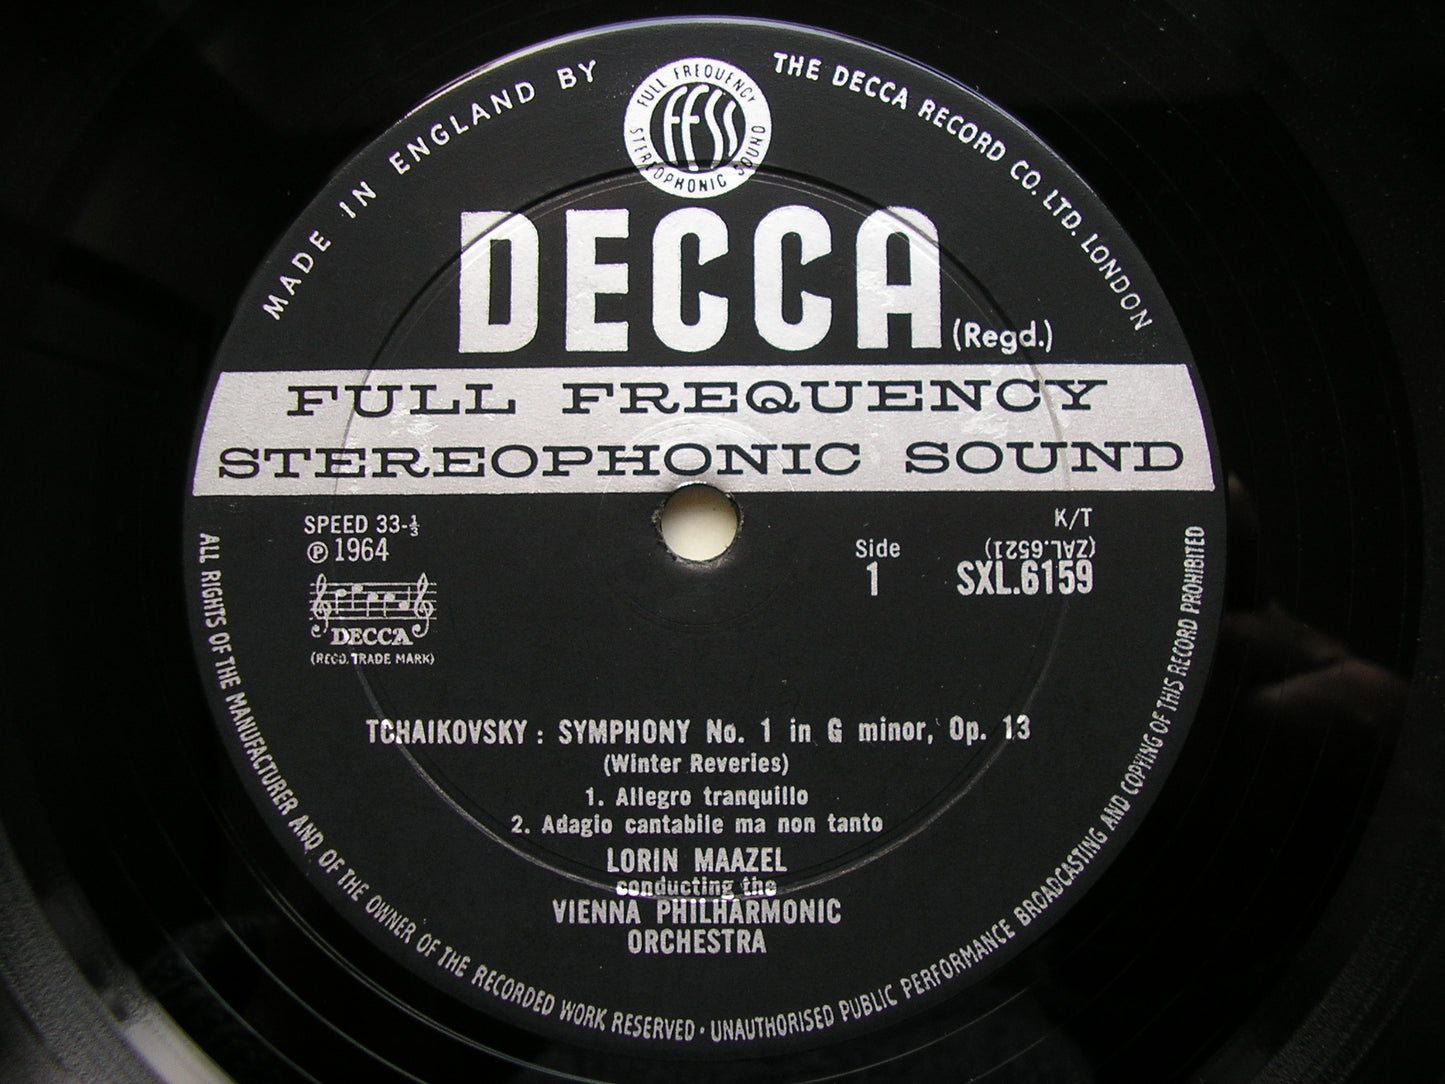 MADE IN ENGLAND BY
THE DECCA RECORD CO. LTD. LONDON
FULL FREQUENCY
FFSS
STEREOPHONIC SOUND
DECCA (Regd.)
FULL FREQUENCY
STEREOPHONIC SOUND
SPEED 33-⅓
℗ 1964
DECCA
(REGD. TRADE MARK)
K/T
(ZAL.6521)
Side
1
SXL.6159
TCHAIKOVSKY : SYMPHONY No. 1 in G minor, Op. 13
(Winter Reveries)
1. Allegro tranquillo
2. Adagio cantabile ma non tanto
LORIN MAAZEL
conducting the
VIENNA PHILHARMONIC
ORCHESTRA
ALL RIGHTS OF THE MANUFACTURER AND OF THE OWNER OF THE RECORDED WORK RESERVED · UNAUTHORISED PUBLIC PERFORMANCE BROADCASTING AND COPYING OF THIS RECORD PROHIBITED